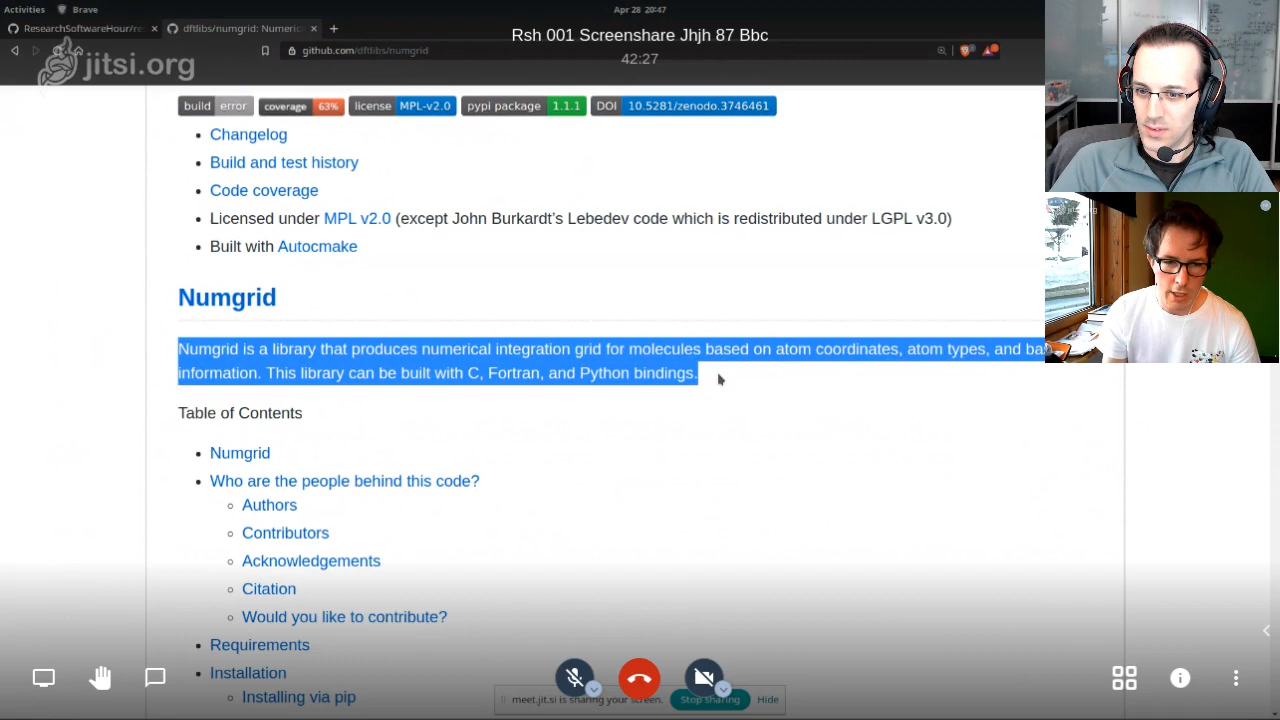 Activities
Brave
Apr 28 20:47
ResearchSoftwareHour/re
dftlibs/numgrid: Numeric
github.com/dftlibs/numgrid
Rsh 001 Screenshare Jhjh 87 Bbc
42:27
jitsi.org
build error coverage 63% license MPL-v2.0 pypi package 1.1.1 DOI 10.5281/zenodo.3746461
Changelog
Build and test history
Code coverage
Licensed under MPL v2.0 (except John Burkardt's Lebedev code which is redistributed under LGPL v3.0)
Built with Autocmake
Numgrid
Numgrid is a library that produces numerical integration grid for molecules based on atom coordinates, atom types, and ba
information. This library can be built with C, Fortran, and Python bindings.
Table of Contents
Numgrid
Who are the people behind this code?
Authors
Contributors
Acknowledgements
Citation
Would you like to contribute?
Requirements
Installation
Installing via pip
meet.jit.si is sharing your screen. Stop sharing Hide